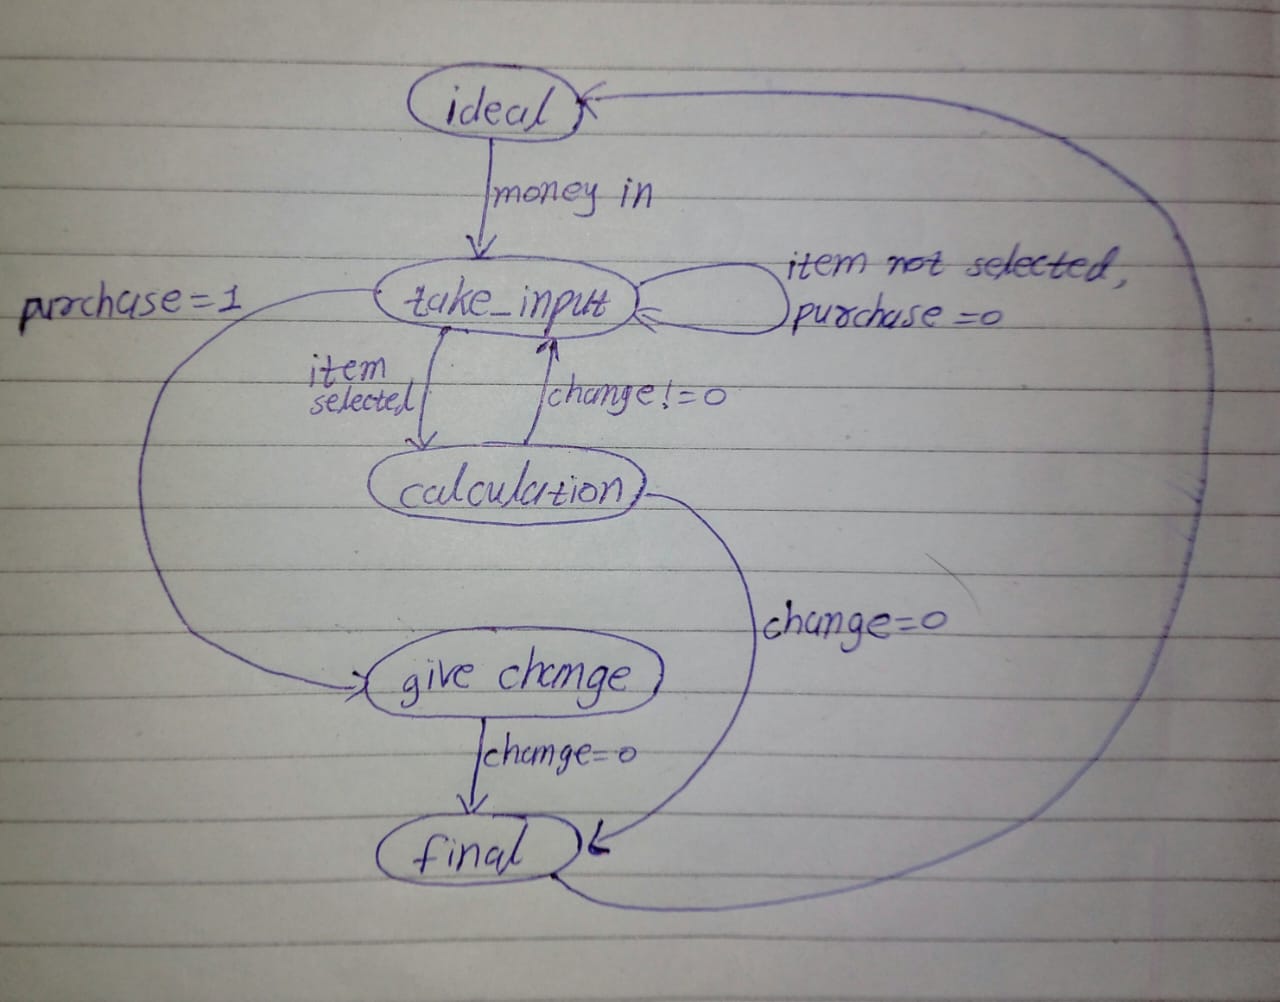 ideal
money in
item not selected,
purchase = 1
take_input
purchase = 0
item
selected
change! = 0
calculation
change = 0
give change
change = 0
final